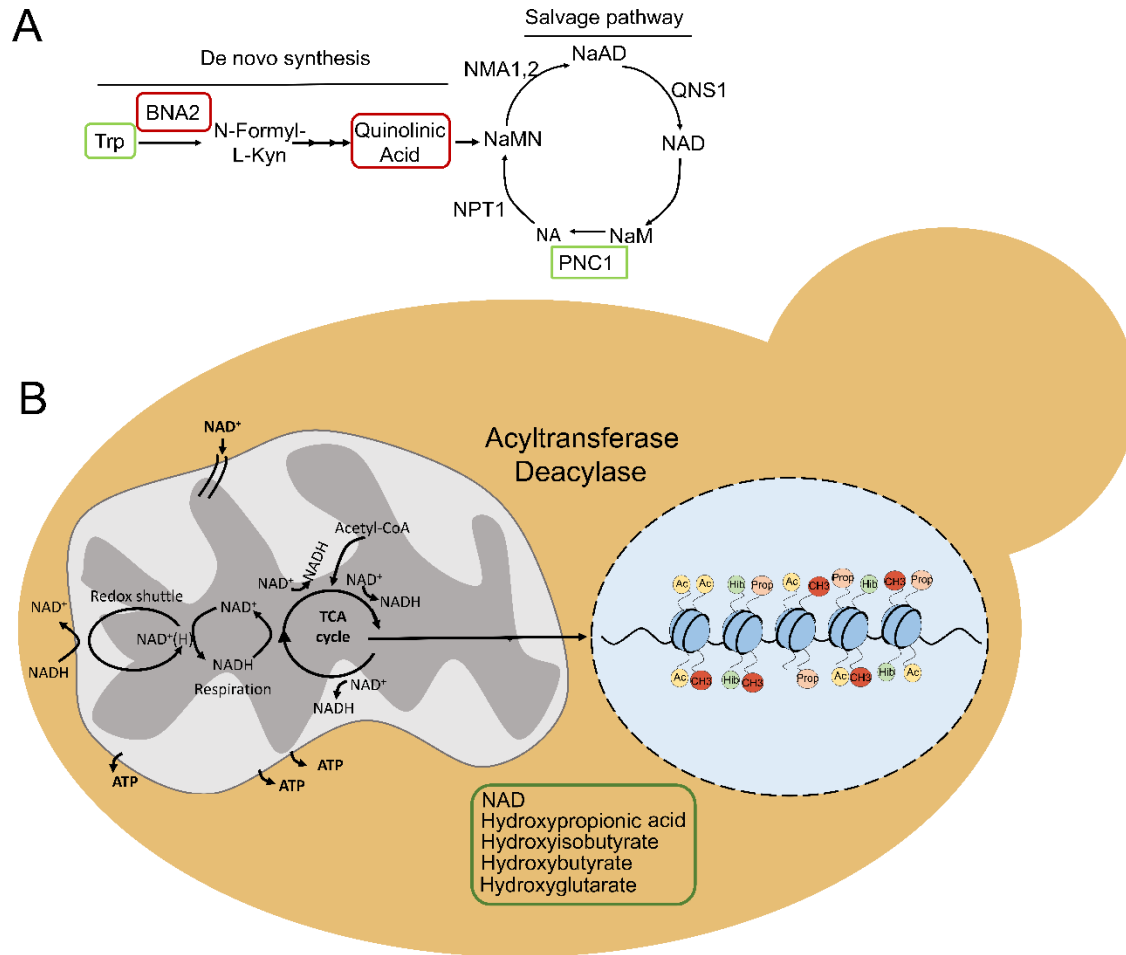 A
Salvage pathway
De novo synthesis
NaAD
NMA1,2
QNS1
BNA2
Trp
N-Formyl-
L-Kyn
Quinolinic
Acid
NaMN
NAD
NPT1
NA
NaM
PNC1
B
NAD⁺
Acyltransferase
Deacylase
Acetyl-CoA
NADH
NAD⁺
NAD⁺
NADH
Redox shuttle
NAD⁺
NAD⁺
TCA
cycle
NAD⁺(H)
NADH
NADH
Respiration
NAD⁺
NADH
ATP
ATP
ATP
Ac
Ac
Hib
Prop
Ac
CH3
Prop
Hib
CH3
Prop
Ac
CH3
Hib
CH3
Prop
Ac
CH3
Hib
Ac
NAD
Hydroxypropionic acid
Hydroxyisobutyrate
Hydroxybutyrate
Hydroxyglutarate